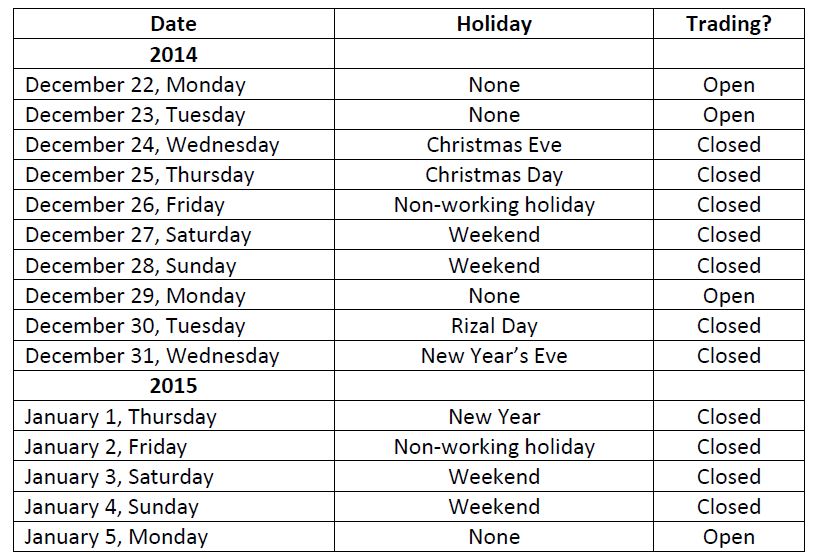 Date Holiday Trading?
2014
December 22, Monday None Open
December 23, Tuesday None Open
December 24, Wednesday Christmas Eve Closed
December 25, Thursday Christmas Day Closed
December 26, Friday Non-working holiday Closed
December 27, Saturday Weekend Closed
December 28, Sunday Weekend Closed
December 29, Monday None Open
December 30, Tuesday Rizal Day Closed
December 31, Wednesday New Year’s Eve Closed
2015
January 1, Thursday New Year Closed
January 2, Friday Non-working holiday Closed
January 3, Saturday Weekend Closed
January 4, Sunday Weekend Closed
January 5, Monday None Open